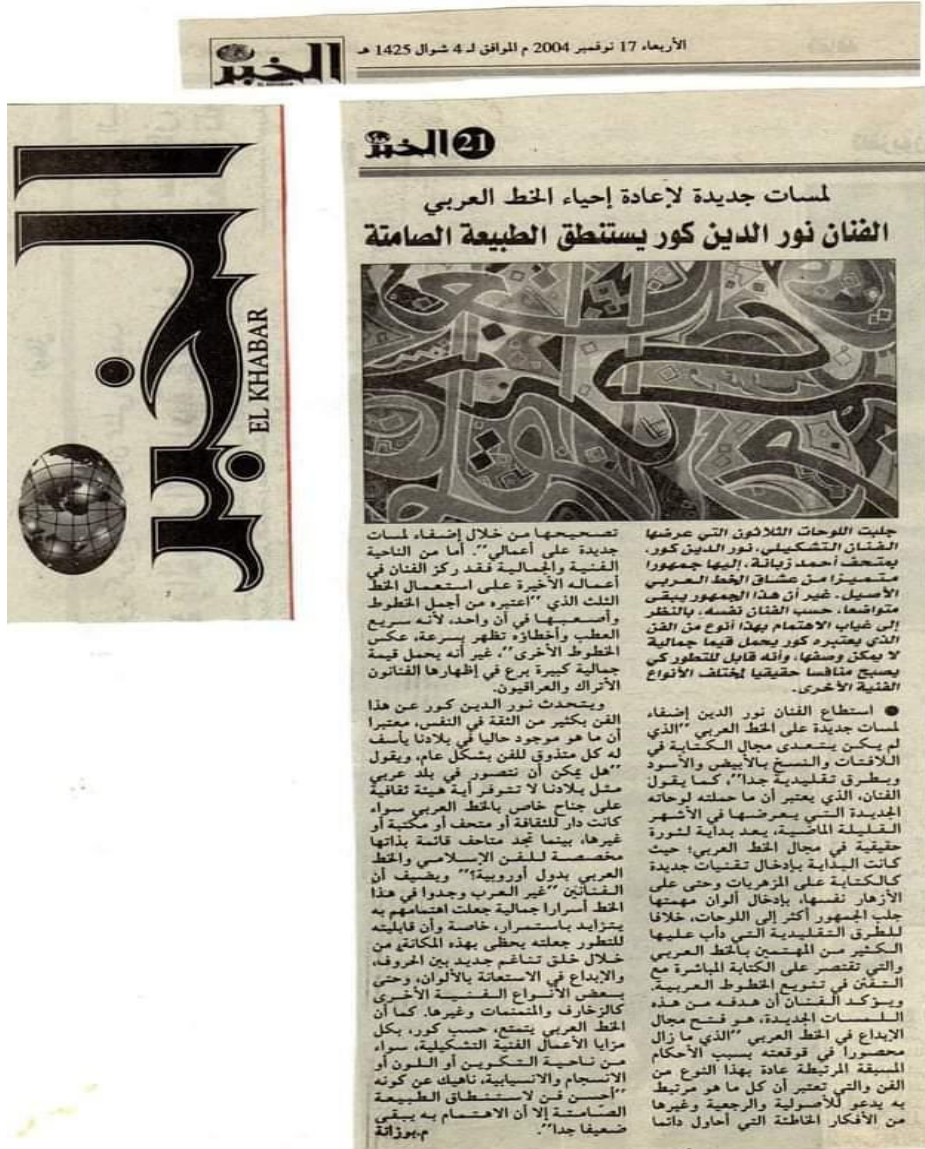 الخبر
الأربعاء 17 نوفمبر 2004 م الموافق لـ 4 شوال 1425 هـ
الخبر
EL KHABAR
الخبر 21
لمسات جديدة لإعادة إحياء الخط العربي
الفنان نور الدين كور يستنطق الطبيعة الصامتة
جلبت اللوحات الثلاثون التي عرضها
الفنان التشكيلي، نور الدين كور،
بمتحف أحمد زبانة، إليها جمهورا
متميزا من عشاق الخط العربي
الأصيل. غير أن هذا الجمهور يبقى
متواضعا، حسب الفنان نفسه، بالنظر
إلى غياب الاهتمام بهذا أنوع من الفن
الذي يعتبره كور يحمل قيما جمالية
لا يمكن وصفها، وأنه قابل للتطور كي
يصبح منافسا حقيقيا لمختلف الأنواع
الفنية الأخرى.
● استطاع الفنان نور الدين إضفاء
لمسات جديدة على الخط العربي "الذي
لم يكن يتعدى مجال الكتابة في
اللافتات والنسخ بالأبيض والأسود
وبطرق تقليدية جدا"، كما يقول
الفنان، الذي يعتبر أن ما حملته لوحاته
الجديدة التي يعرضها في الأشهر
القليلة الماضية، يعد بداية لثورة
حقيقية في مجال الخط العربي؛ حيث
كانت البداية بإدخال تقنيات جديدة
كالكتابة على المزهريات وحتى على
الأزهار نفسها، بإدخال ألوان مهمتها
جلب الجمهور أكثر إلى اللوحات، خلافا
للطرق التقليدية التي دأب عليها
الكثير من المهتمين بالخط العربي
والتي تقتصر على الكتابة المباشرة مع
التفنن في تنويع الخطوط العربية.
ويؤكد الفنان أن هدفه من هذه
اللمسات الجديدة، هو فتح مجال
الإبداع في الخط العربي "الذي ما زال
محصورا في قوقعته بسبب الأحكام
المسبقة المرتبطة عادة بهذا النوع من
الفن والتي تعتبر أن كل ما هو مرتبط
به يدعو للأصولية والرجعية وغيرها
من الأفكار الخاطئة التي أحاول دائما
تصحيحها من خلال إضفاء لمسات
جديدة على أعمالي". أما من الناحية
الفنية والجمالية فقد ركز الفنان في
أعماله الأخيرة على استعمال الخط
الثلث الذي "اعتبره من أجمل الخطوط
وأصعبها في آن واحد، لأنه سريع
العطب وأخطاؤه تظهر بسرعة، عكس
الخطوط الأخرى"، غير أنه يحمل قيمة
جمالية كبيرة برع في إظهارها الفنانون
الأتراك والعراقيون.
ويتحدث نور الدين كور عن هذا
الفن بكثير من الثقة في النفس، معتبرا
أن ما هو موجود حاليا في بلادنا يأسف
له كل متذوق للفن بشكل عام، ويقول
"هل يمكن أن نتصور في بلد عربي
مثل بلادنا لا تتوفر أية هيئة ثقافية
على جناح خاص بالخط العربي سواء
كانت دار للثقافة أو متحف أو مكتبة أو
غيرها، بينما نجد متاحف قائمة بذاتها
مخصصة للفن الإسلامي والخط
العربي بدول أوروبية؟" ويضيف أن
الفنانين "غير العرب وجدوا في هذا
الخط أسرارا جمالية جعلت اهتمامهم به
يتزايد باستمرار، خاصة وأن قابليته
للتطور جعلته يحظى بهذه المكانة، من
خلال خلق تناغم جديد بين الحروف،
والإبداع في الاستعانة بالألوان، وحتى
بعض الأنواع الفنية الأخرى
كالزخارف والمنمنمات وغيرها. كما أن
الخط العربي يتمتع، حسب كور، بكل
مزايا الأعمال الفنية التشكيلية، سواء
من ناحية التكوين أو اللون أو
الانسجام والانسيابية، ناهيك عن كونه
"أحسن فن لاستنطاق الطبيعة
الصامتة إلا أن الاهتمام به يبقى
ضعيفا جدا". م.بوزانة